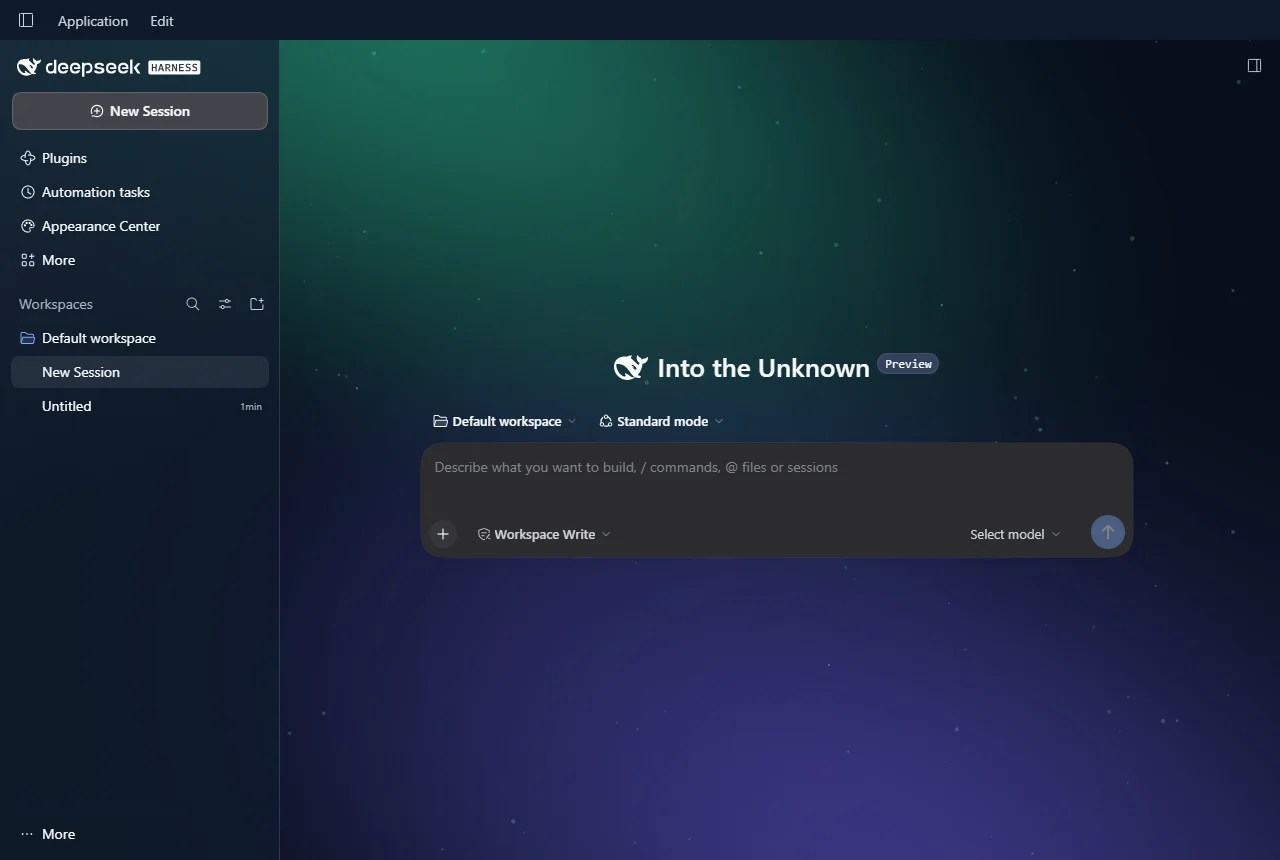 Application Edit
deepseek HARNESS
New Session
Plugins
Automation tasks
Appearance Center
More
Workspaces
Default workspace
New Session
Untitled 1min
More
Into the Unknown Preview
Default workspace Standard mode
Describe what you want to build, / commands, @ files or sessions
Workspace Write Select model